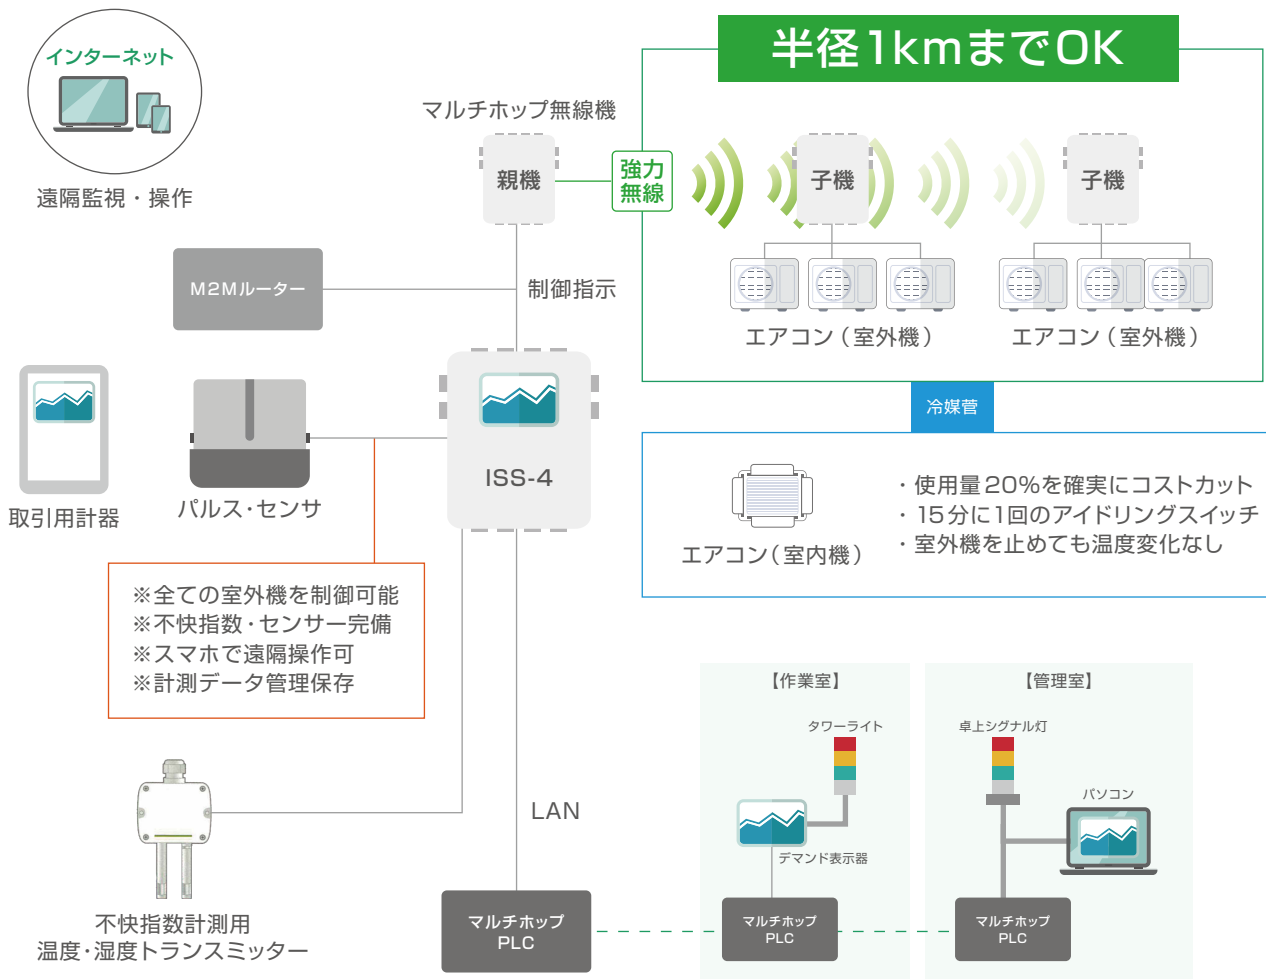 インターネット
遠隔監視・操作
マルチホップ無線機
親機
強力
無線
半径1kmまでOK
子機
子機
エアコン（室外機）
エアコン（室外機）
M2Mルーター
制御指示
冷媒菅
取引用計器
パルス・センサ
ISS-4
エアコン（室内機）
・使用量20%を確実にコストカット
・15分に1回のアイドリングスイッチ
・室外機を止めても温度変化なし
※全ての室外機を制御可能
※不快指数・センサー完備
※スマホで遠隔操作可
※計測データ管理保存
不快指数計測用
温度・湿度トランスミッター
LAN
マルチホップ
PLC
【作業室】
タワーライト
デマンド表示器
マルチホップ
PLC
【管理室】
卓上シグナル灯
パソコン
マルチホップ
PLC